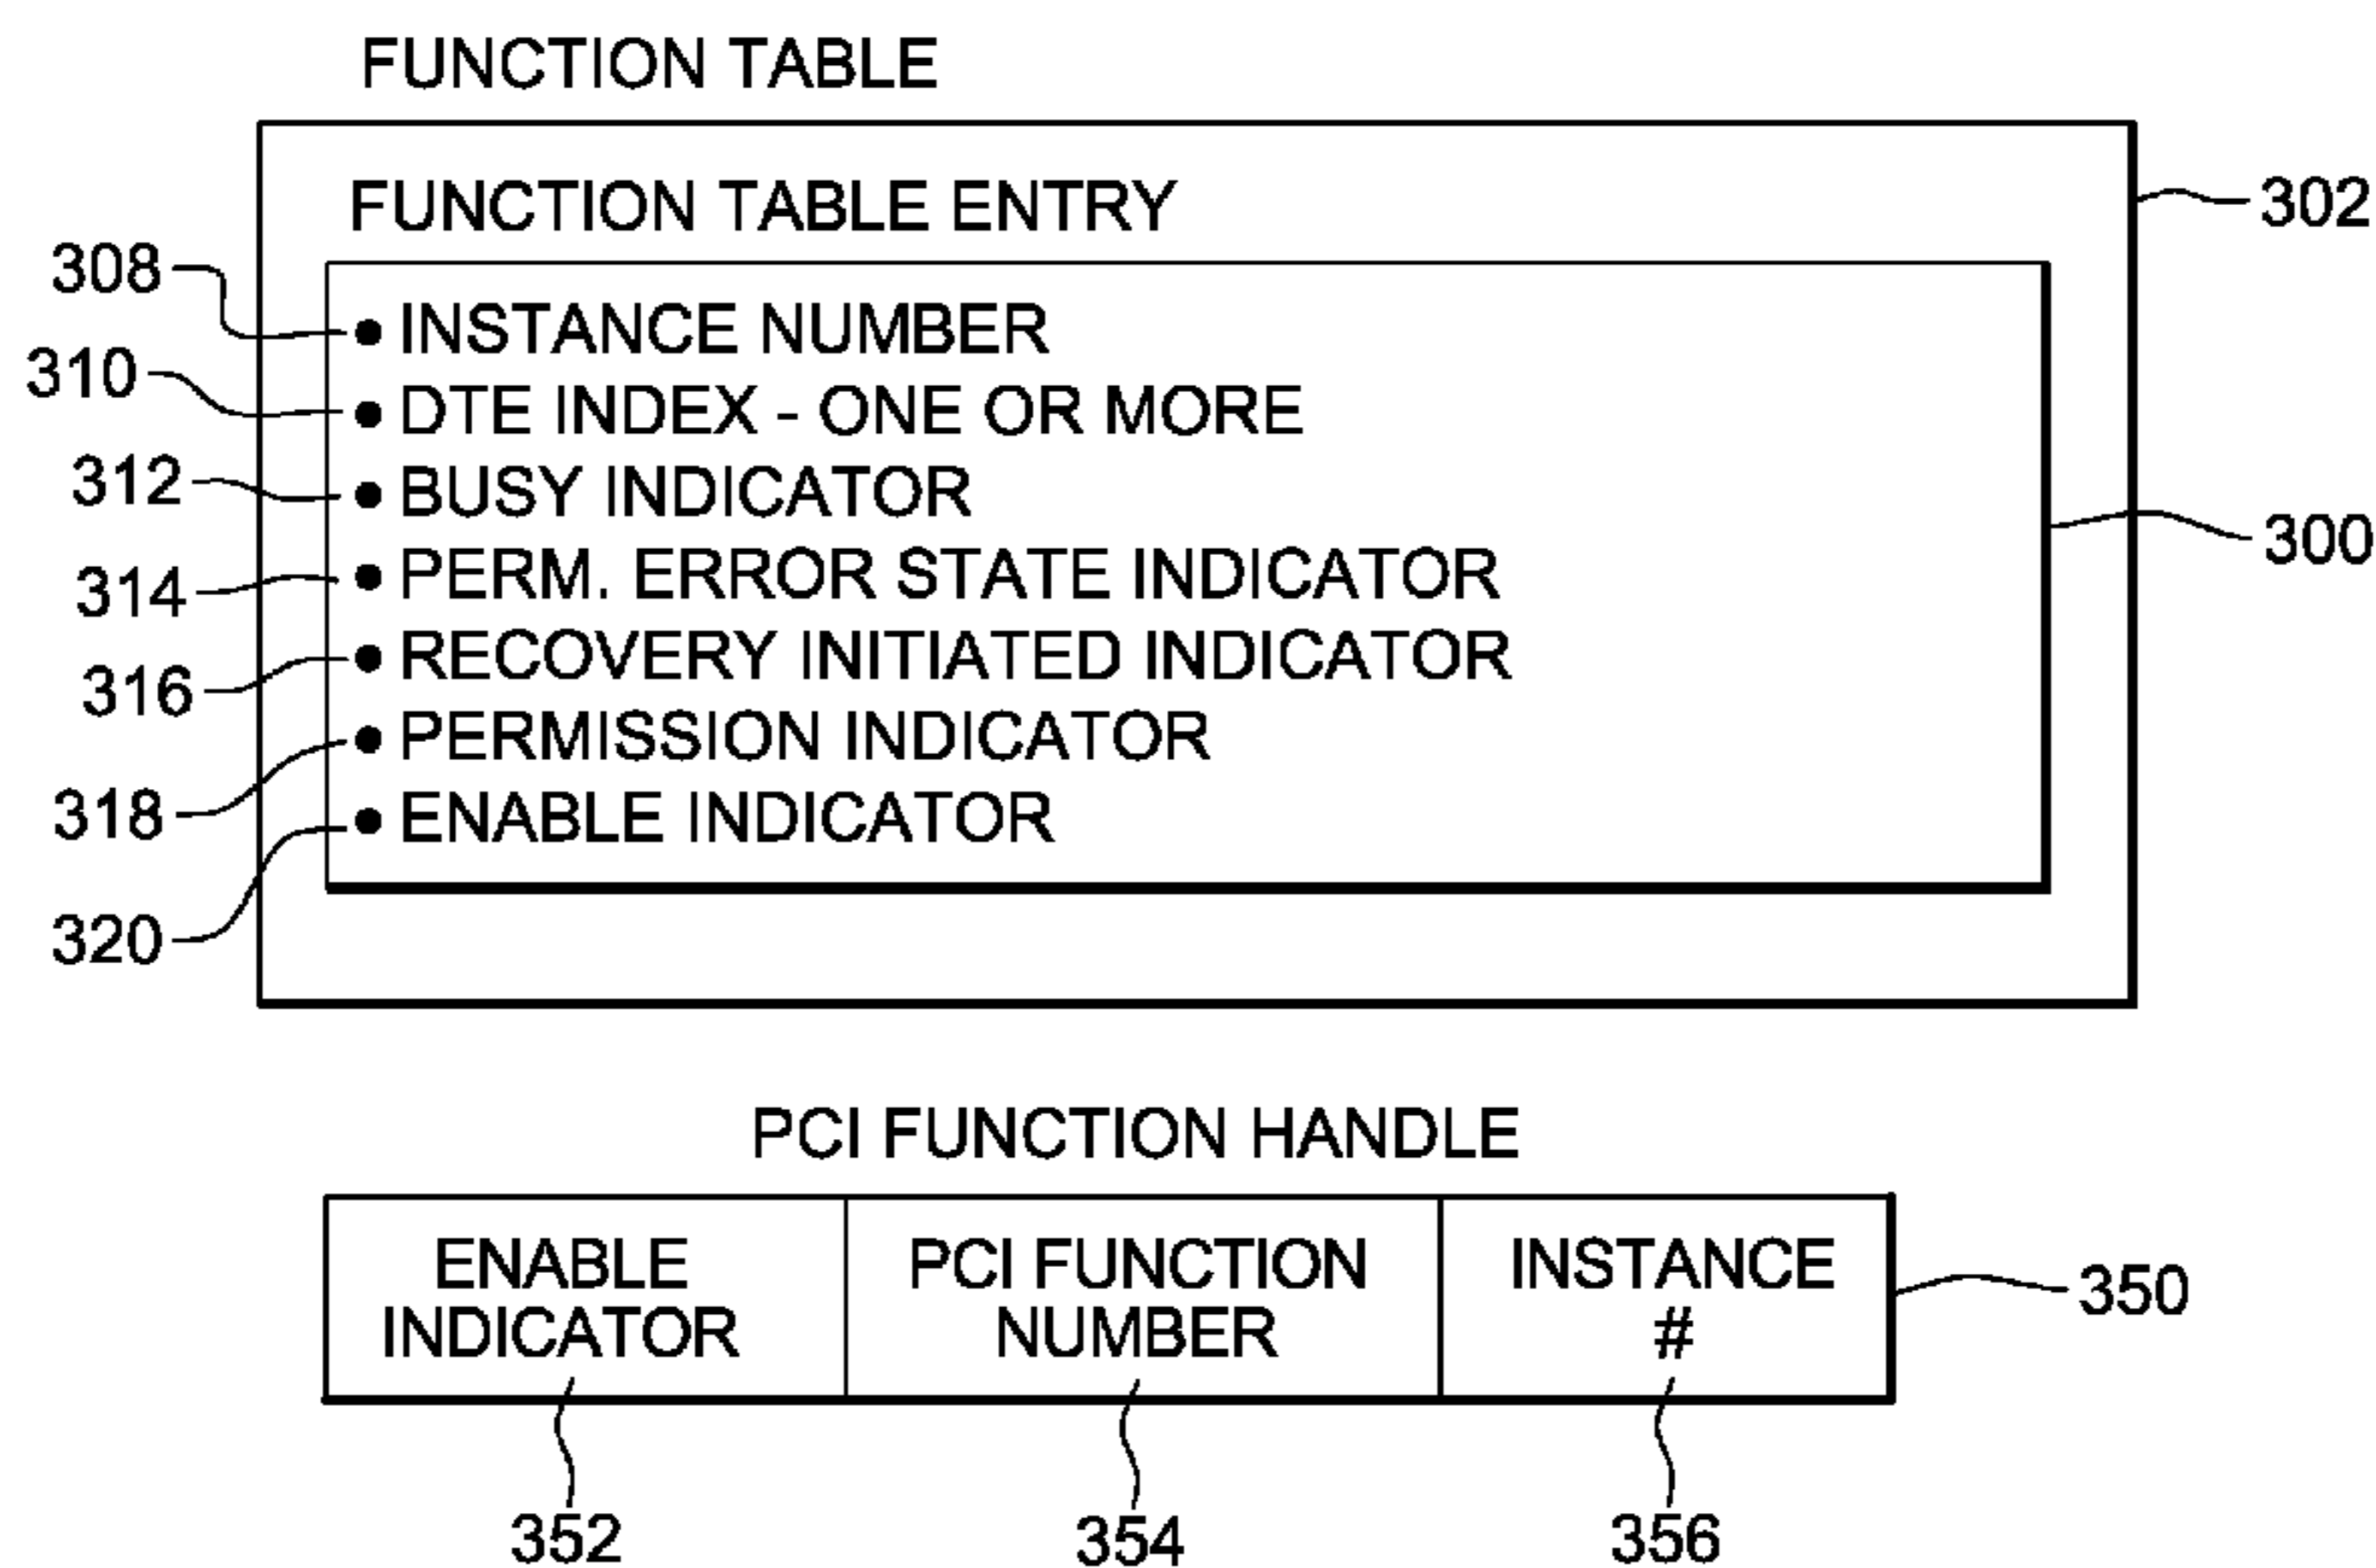 FUNCTION TABLE
FUNCTION TABLE ENTRY
302
308
● INSTANCE NUMBER
310
● DTE INDEX - ONE OR MORE
312
● BUSY INDICATOR
300
314
● PERM. ERROR STATE INDICATOR
316
● RECOVERY INITIATED INDICATOR
318
● PERMISSION INDICATOR
320
● ENABLE INDICATOR
PCI FUNCTION HANDLE
ENABLE
INDICATOR
PCI FUNCTION
NUMBER
INSTANCE
#
350
352
354
356